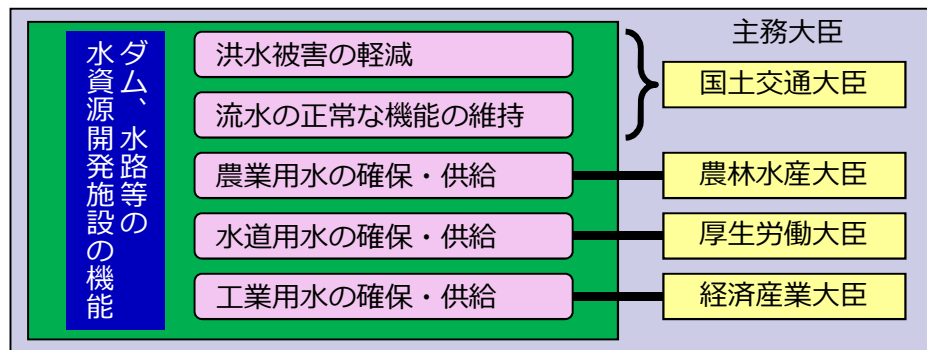 ダム、水路等の
水資源開発施設の機能
洪水被害の軽減
流水の正常な機能の維持
農業用水の確保・供給
水道用水の確保・供給
工業用水の確保・供給
主務大臣
国土交通大臣
農林水産大臣
厚生労働大臣
経済産業大臣